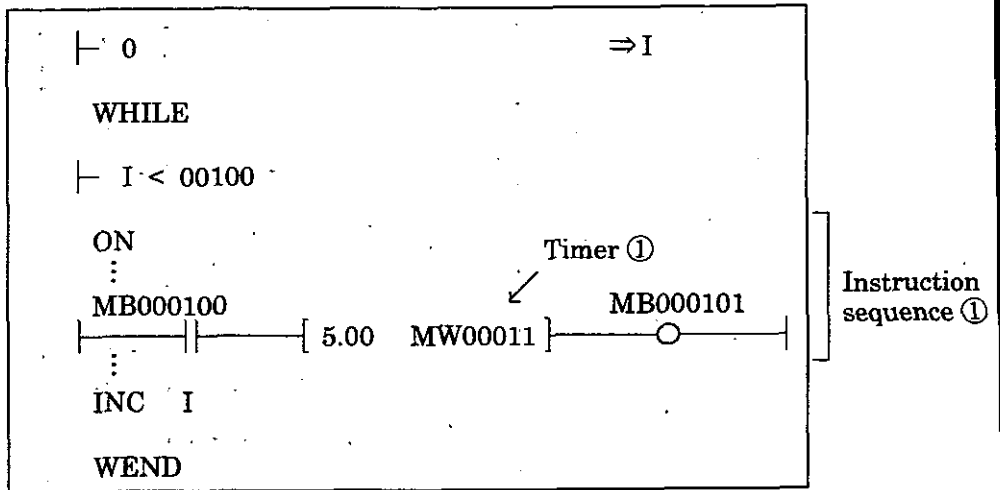 0 ⇒I
WHILE
I < 00100
ON
Timer ①
⋮
MB000100
MB000101
Instruction
sequence ①
5.00 MW00011
⋮
INC I
WEND